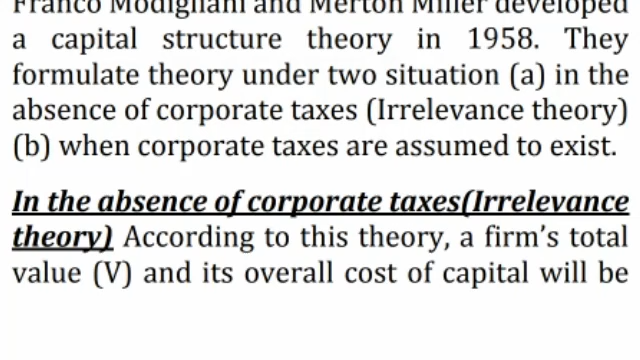 Franco Modigliani and Merton Miller developed
a capital structure theory in 1958. They
formulate theory under two situation (a) in the
absence of corporate taxes (Irrelevance theory)
(b) when corporate taxes are assumed to exist.
In the absence of corporate taxes(Irrelevance
theory) According to this theory, a firm's total
value (V) and its overall cost of capital will be